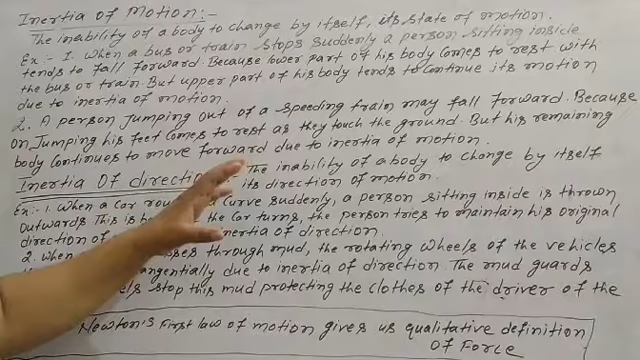 Inertia of Motion:-
The inability of a body to change by itself, its state of motion.
Ex:- 1. When a bus or train stops suddenly a person sitting inside
tends to fall forward. Because lower part of his body comes to rest with
the bus or train. But upper part of his body tends to continue its motion
due to inertia of motion.
2. A person jumping out of a speeding train may fall forward. Because
on jumping his feet comes to rest as they touch the ground. But his remaining
body continues to move forward due to inertia of motion.
Inertia of directio The inability of a body to change by itself
its direction of motion.
Ex:- 1. When a car rou a curve suddenly, a person sitting inside is thrown
outwards This is be the car turns, the person tries to maintain his original
direction of inertia of direction.
2. When sses through mud, the rotating wheels of the vehicles
tangentially due to inertia of direction. The mud guards
els stop this mud protecting the clothes of the driver of the
Newton's First law of motion gives us qualitative definition
of Force